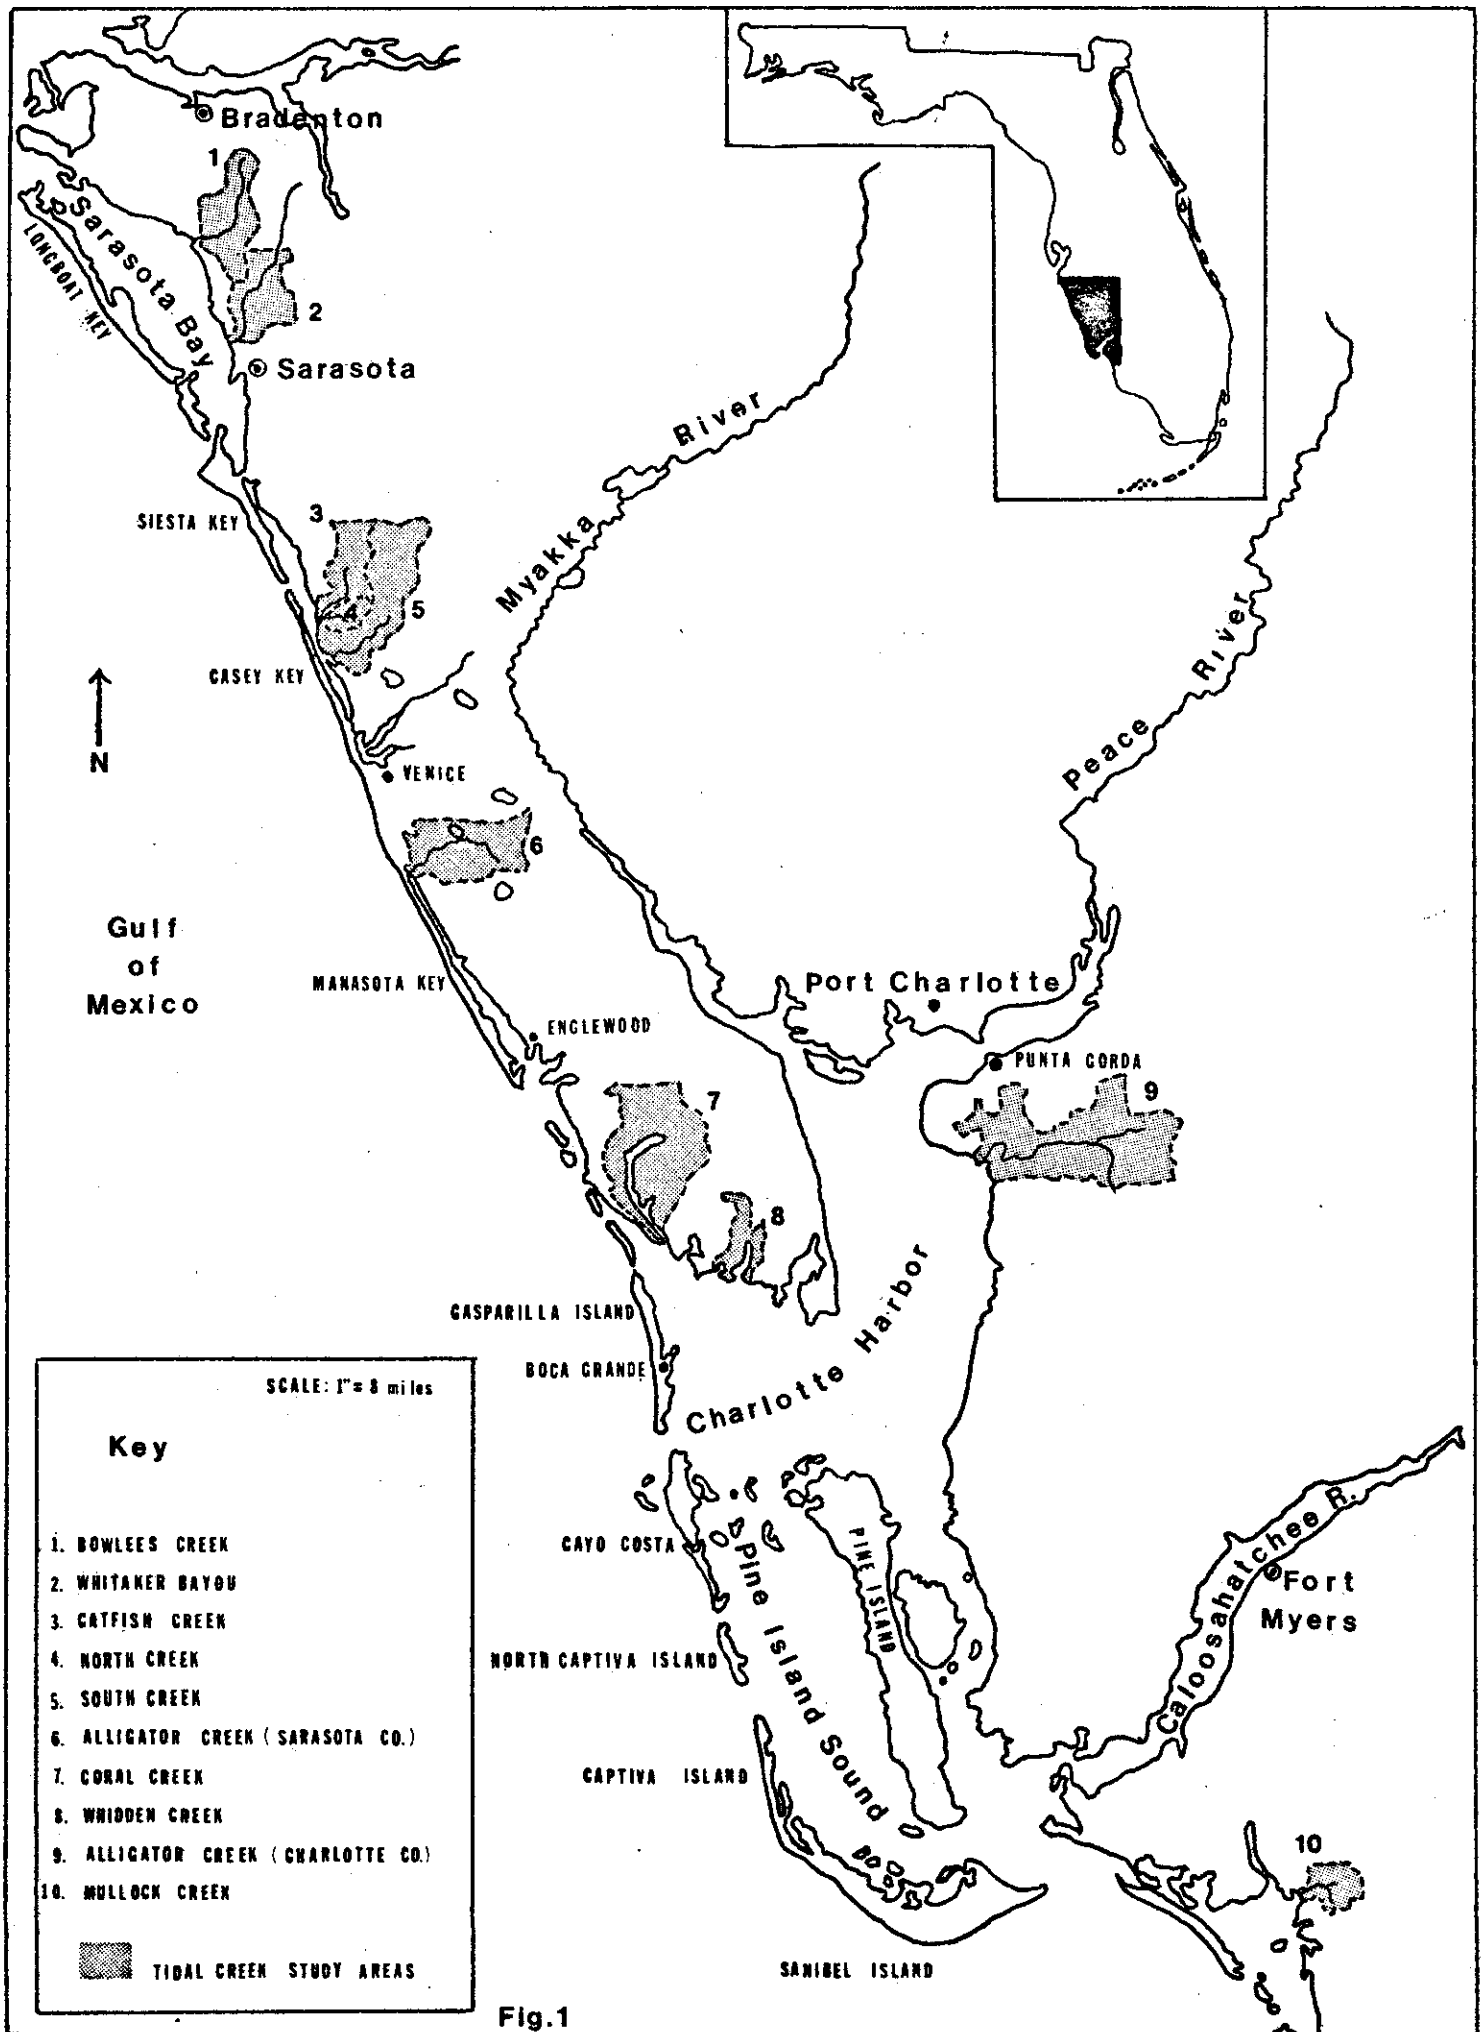 Bradenton
1
Sarasota Bay
LONGBOAT KEY
2
Sarasota
River
Myakka
SIESTA KEY
3
4
5
River
Peace
CASEY KEY
N
VENICE
6
Gulf
of
Mexico
MANASOTA KEY
Port Charlotte
ENGLEWOOD
PUNTA GORDA
7
9
8
Charlotte Harbor
GASPARILLA ISLAND
BOCA GRANDE
SCALE: 1"= 8 miles
Key
1. BOWLEES CREEK
2. WHITAKER BAYOU
3. CATFISH CREEK
4. NORTH CREEK
5. SOUTH CREEK
6. ALLIGATOR CREEK (SARASOTA CO.)
7. CORAL CREEK
8. WHIDDEN CREEK
9. ALLIGATOR CREEK (CHARLOTTE CO.)
10. MULLOCK CREEK
TIDAL CREEK STUDY AREAS
CAYO COSTA
Pine Island Sound
PINE ISLAND
Caloosahatchee R.
Fort
Myers
NORTH CAPTIVA ISLAND
CAPTIVA ISLAND
10
SANIBEL ISLAND
Fig.1